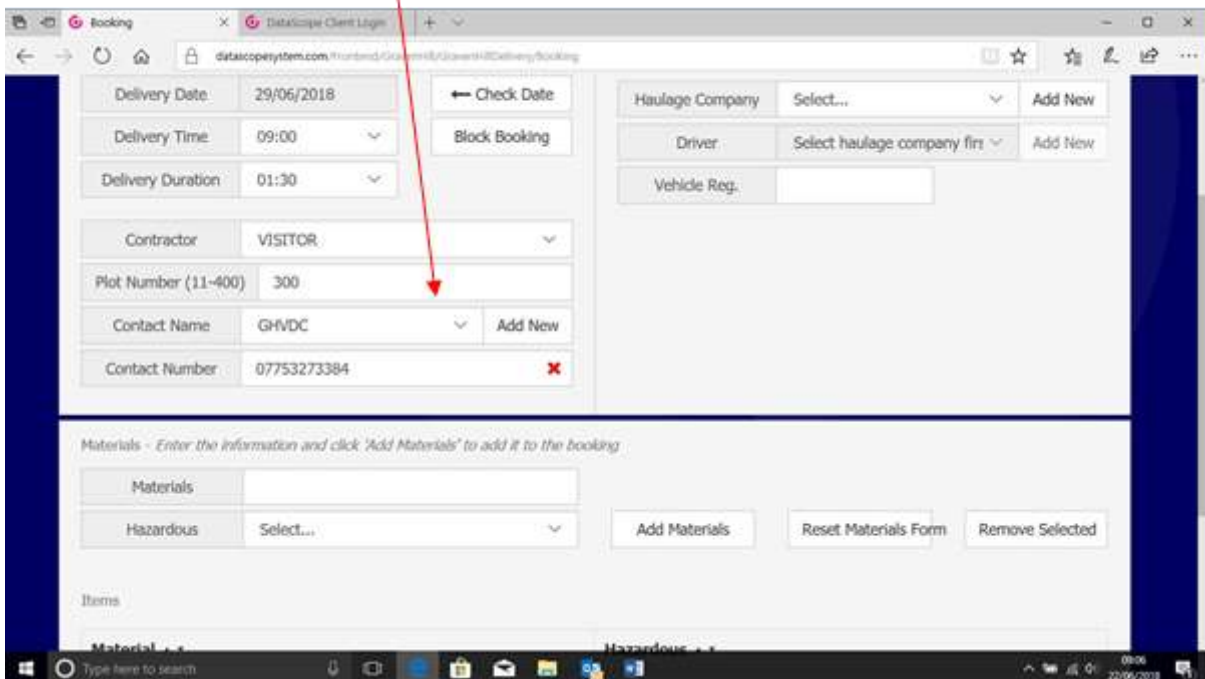 Booking
DataScope Client Login
datascopesystem.com/
Delivery Date 29/06/2018 Check Date
Delivery Time 09:00 Block Booking
Delivery Duration 01:30
Contractor VISITOR
Plot Number (11-400) 300
Contact Name GHVDC Add New
Contact Number 07753273384
Haulage Company Select... Add New
Driver Select haulage company firs Add New
Vehicle Reg.
Materials - Enter the information and click 'Add Materials' to add it to the booking
Materials
Hazardous Select... Add Materials Reset Materials Form Remove Selected
Items
Material Hazardous
Type here to search
09:06
22/06/2018